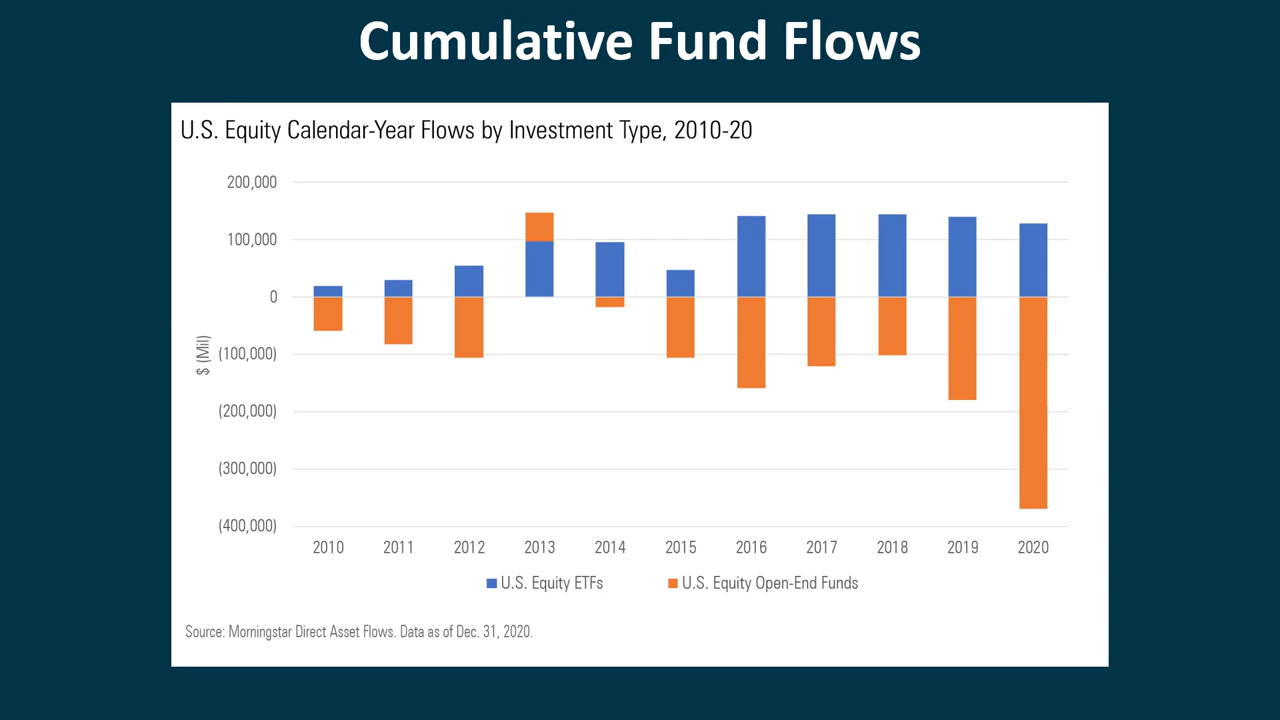 Cumulative Fund Flows
U.S. Equity Calendar-Year Flows by Investment Type, 2010-20
200,000
100,000
0
(100,000)
(200,000)
(300,000)
(400,000)
$ (Mil)
2010 2011 2012 2013 2014 2015 2016 2017 2018 2019 2020
U.S. Equity ETFs U.S. Equity Open-End Funds
Source: Morningstar Direct Asset Flows. Data as of Dec. 31, 2020.